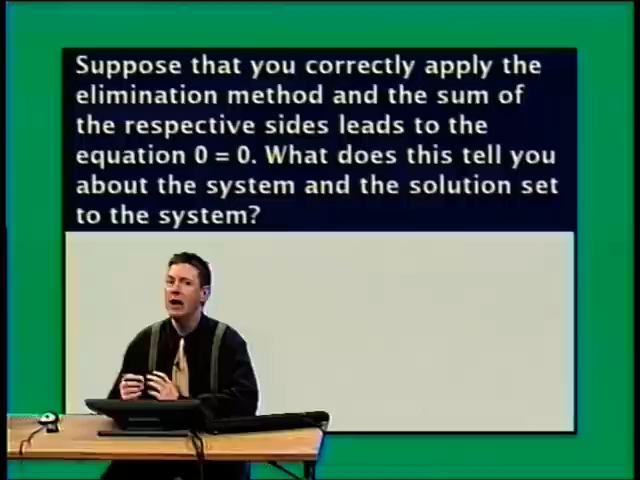 Suppose that you correctly apply the
elimination method and the sum of
the respective sides leads to the
equation 0 = 0. What does this tell you
about the system and the solution set
to the system?